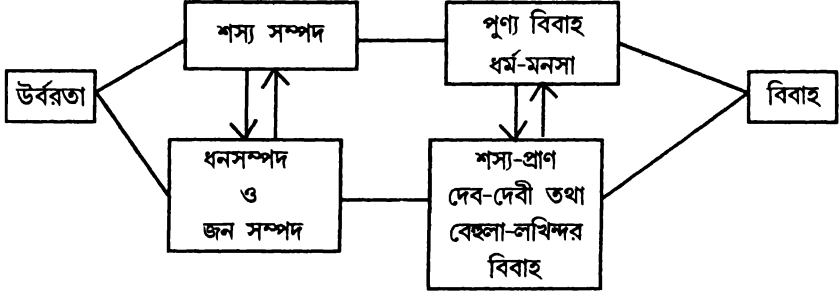 শস্য সম্পদ
পুণ্য বিবাহ
ধর্ম-মনসা
উর্বরতা
বিবাহ
ধনসম্পদ
ও
জন সম্পদ
শস্য-প্রাণ
দেব-দেবী তথা
বেহুলা-লখিন্দর
বিবাহ